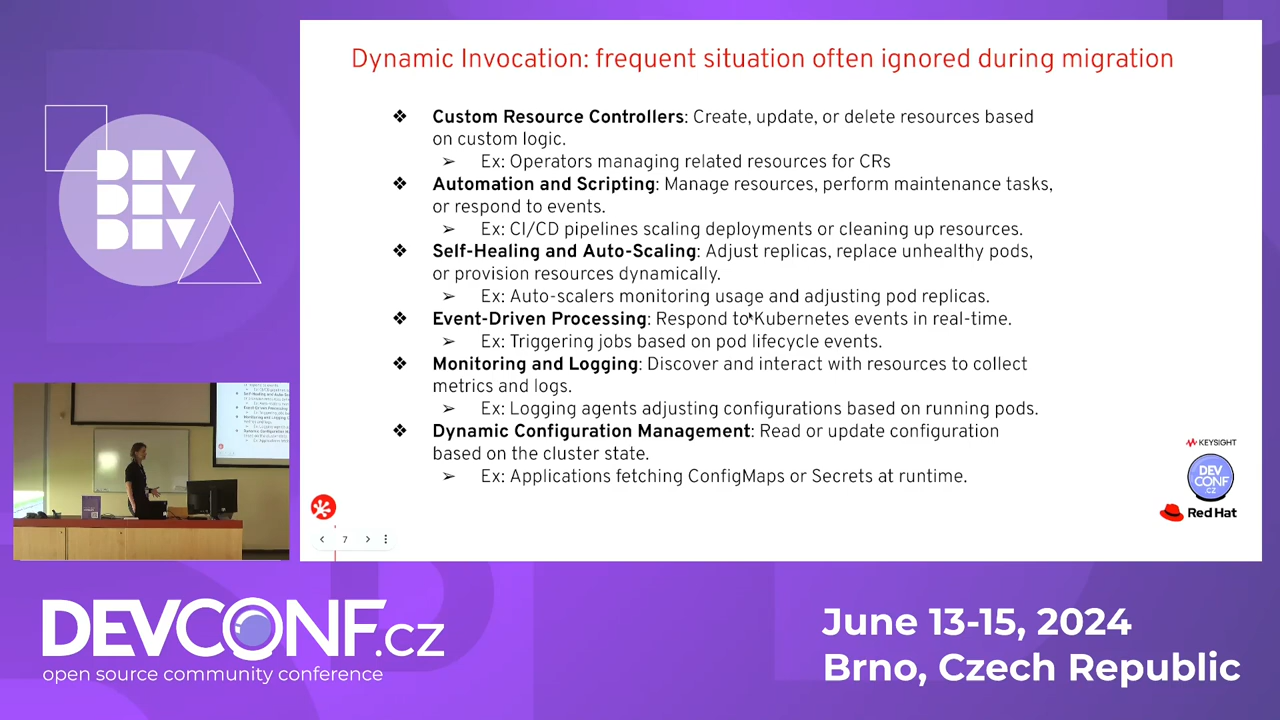 Dynamic Invocation: frequent situation often ignored during migration
❖ Custom Resource Controllers: Create, update, or delete resources based
on custom logic.
➢ Ex: Operators managing related resources for CRs
❖ Automation and Scripting: Manage resources, perform maintenance tasks,
or respond to events.
➢ Ex: CI/CD pipelines scaling deployments or cleaning up resources.
❖ Self-Healing and Auto-Scaling: Adjust replicas, replace unhealthy pods,
or provision resources dynamically.
➢ Ex: Auto-scalers monitoring usage and adjusting pod replicas.
❖ Event-Driven Processing: Respond to Kubernetes events in real-time.
➢ Ex: Triggering jobs based on pod lifecycle events.
❖ Monitoring and Logging: Discover and interact with resources to collect
metrics and logs.
➢ Ex: Logging agents adjusting configurations based on running pods.
❖ Dynamic Configuration Management: Read or update configuration
based on the cluster state.
➢ Ex: Applications fetching ConfigMaps or Secrets at runtime.
KEYSIGHT
DEV
CONF
CZ
Red Hat
7
DEV
DEV
DEV
DEVCONF.cz
open source community conference
June 13-15, 2024
Brno, Czech Republic